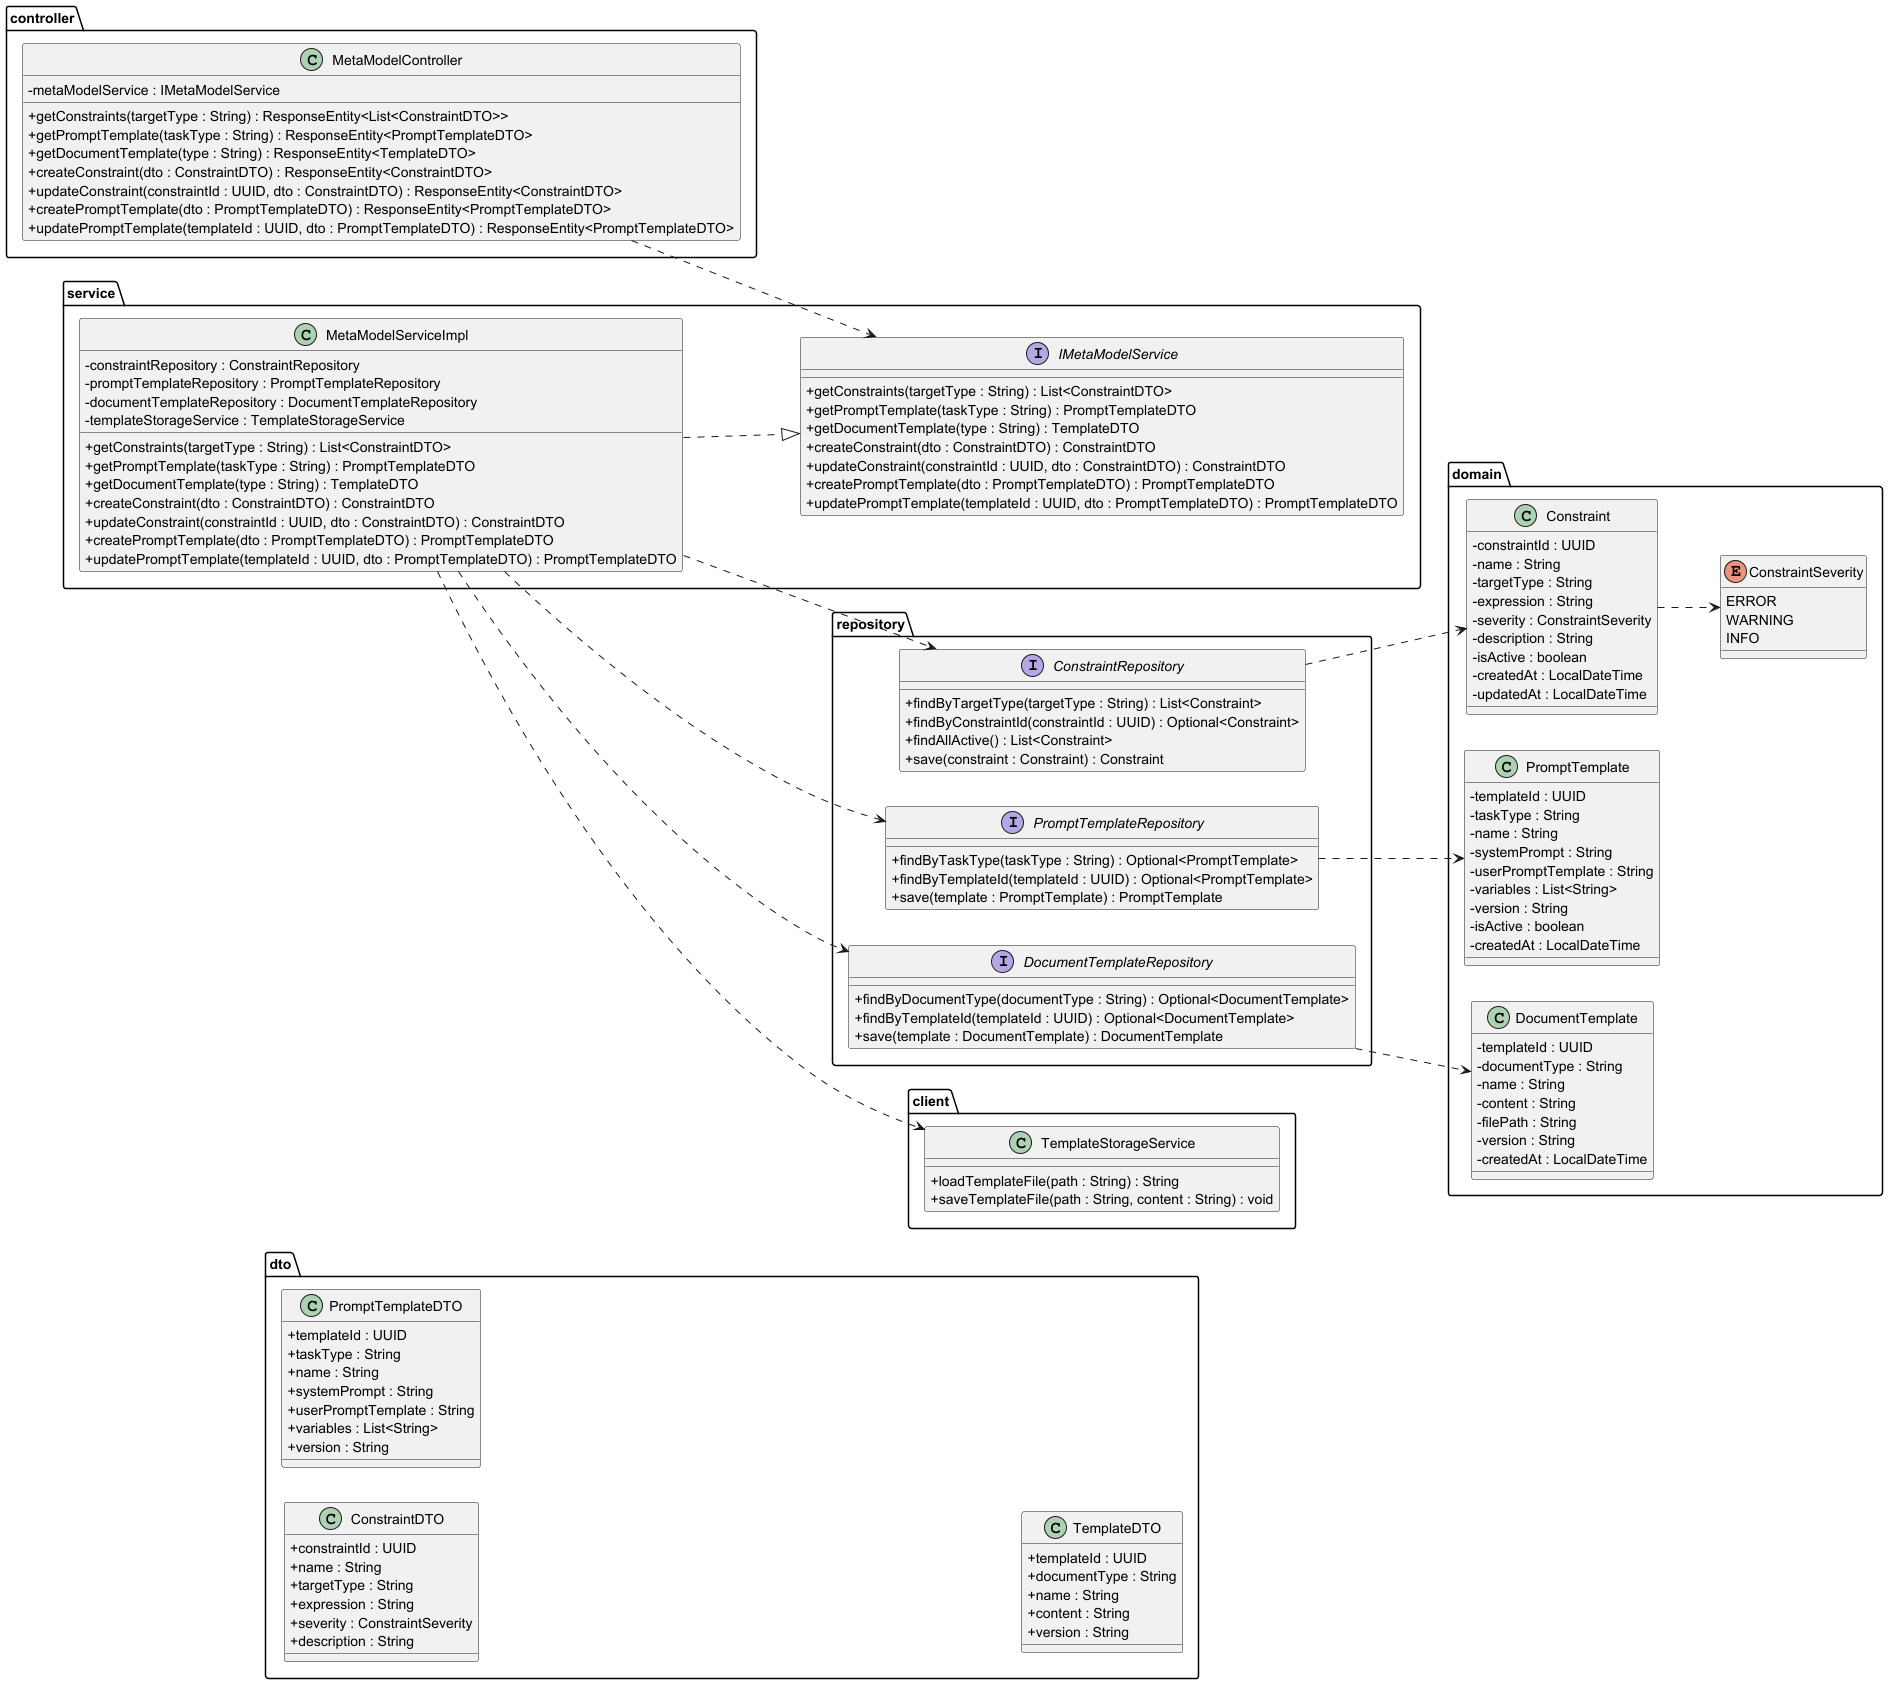 controller
C MetaModelController
-metaModelService : IMetaModelService
+getConstraints(targetType : String) : ResponseEntity<List<ConstraintDTO>>
+getPromptTemplate(taskType : String) : ResponseEntity<PromptTemplateDTO>
+getDocumentTemplate(type : String) : ResponseEntity<TemplateDTO>
+createConstraint(dto : ConstraintDTO) : ResponseEntity<ConstraintDTO>
+updateConstraint(constraintId : UUID, dto : ConstraintDTO) : ResponseEntity<ConstraintDTO>
+createPromptTemplate(dto : PromptTemplateDTO) : ResponseEntity<PromptTemplateDTO>
+updatePromptTemplate(templateId : UUID, dto : PromptTemplateDTO) : ResponseEntity<PromptTemplateDTO>
service
C MetaModelServiceImpl
-constraintRepository : ConstraintRepository
-promptTemplateRepository : PromptTemplateRepository
-documentTemplateRepository : DocumentTemplateRepository
-templateStorageService : TemplateStorageService
+getConstraints(targetType : String) : List<ConstraintDTO>
+getPromptTemplate(taskType : String) : PromptTemplateDTO
+getDocumentTemplate(type : String) : TemplateDTO
+createConstraint(dto : ConstraintDTO) : ConstraintDTO
+updateConstraint(constraintId : UUID, dto : ConstraintDTO) : ConstraintDTO
+createPromptTemplate(dto : PromptTemplateDTO) : PromptTemplateDTO
+updatePromptTemplate(templateId : UUID, dto : PromptTemplateDTO) : PromptTemplateDTO
I IMetaModelService
+getConstraints(targetType : String) : List<ConstraintDTO>
+getPromptTemplate(taskType : String) : PromptTemplateDTO
+getDocumentTemplate(type : String) : TemplateDTO
+createConstraint(dto : ConstraintDTO) : ConstraintDTO
+updateConstraint(constraintId : UUID, dto : ConstraintDTO) : ConstraintDTO
+createPromptTemplate(dto : PromptTemplateDTO) : PromptTemplateDTO
+updatePromptTemplate(templateId : UUID, dto : PromptTemplateDTO) : PromptTemplateDTO
repository
I ConstraintRepository
+findByTargetType(targetType : String) : List<Constraint>
+findByConstraintId(constraintId : UUID) : Optional<Constraint>
+findAllActive() : List<Constraint>
+save(constraint : Constraint) : Constraint
I PromptTemplateRepository
+findByTaskType(taskType : String) : Optional<PromptTemplate>
+findByTemplateId(templateId : UUID) : Optional<PromptTemplate>
+save(template : PromptTemplate) : PromptTemplate
I DocumentTemplateRepository
+findByDocumentType(documentType : String) : Optional<DocumentTemplate>
+findByTemplateId(templateId : UUID) : Optional<DocumentTemplate>
+save(template : DocumentTemplate) : DocumentTemplate
domain
C Constraint
-constraintId : UUID
-name : String
-targetType : String
-expression : String
-severity : ConstraintSeverity
-description : String
-isActive : boolean
-createdAt : LocalDateTime
-updatedAt : LocalDateTime
E ConstraintSeverity
ERROR
WARNING
INFO
C PromptTemplate
-templateId : UUID
-taskType : String
-name : String
-systemPrompt : String
-userPromptTemplate : String
-variables : List<String>
-version : String
-isActive : boolean
-createdAt : LocalDateTime
C DocumentTemplate
-templateId : UUID
-documentType : String
-name : String
-content : String
-filePath : String
-version : String
-createdAt : LocalDateTime
client
C TemplateStorageService
+loadTemplateFile(path : String) : String
+saveTemplateFile(path : String, content : String) : void
dto
C PromptTemplateDTO
+templateId : UUID
+taskType : String
+name : String
+systemPrompt : String
+userPromptTemplate : String
+variables : List<String>
+version : String
C ConstraintDTO
+constraintId : UUID
+name : String
+targetType : String
+expression : String
+severity : ConstraintSeverity
+description : String
C TemplateDTO
+templateId : UUID
+documentType : String
+name : String
+content : String
+version : String